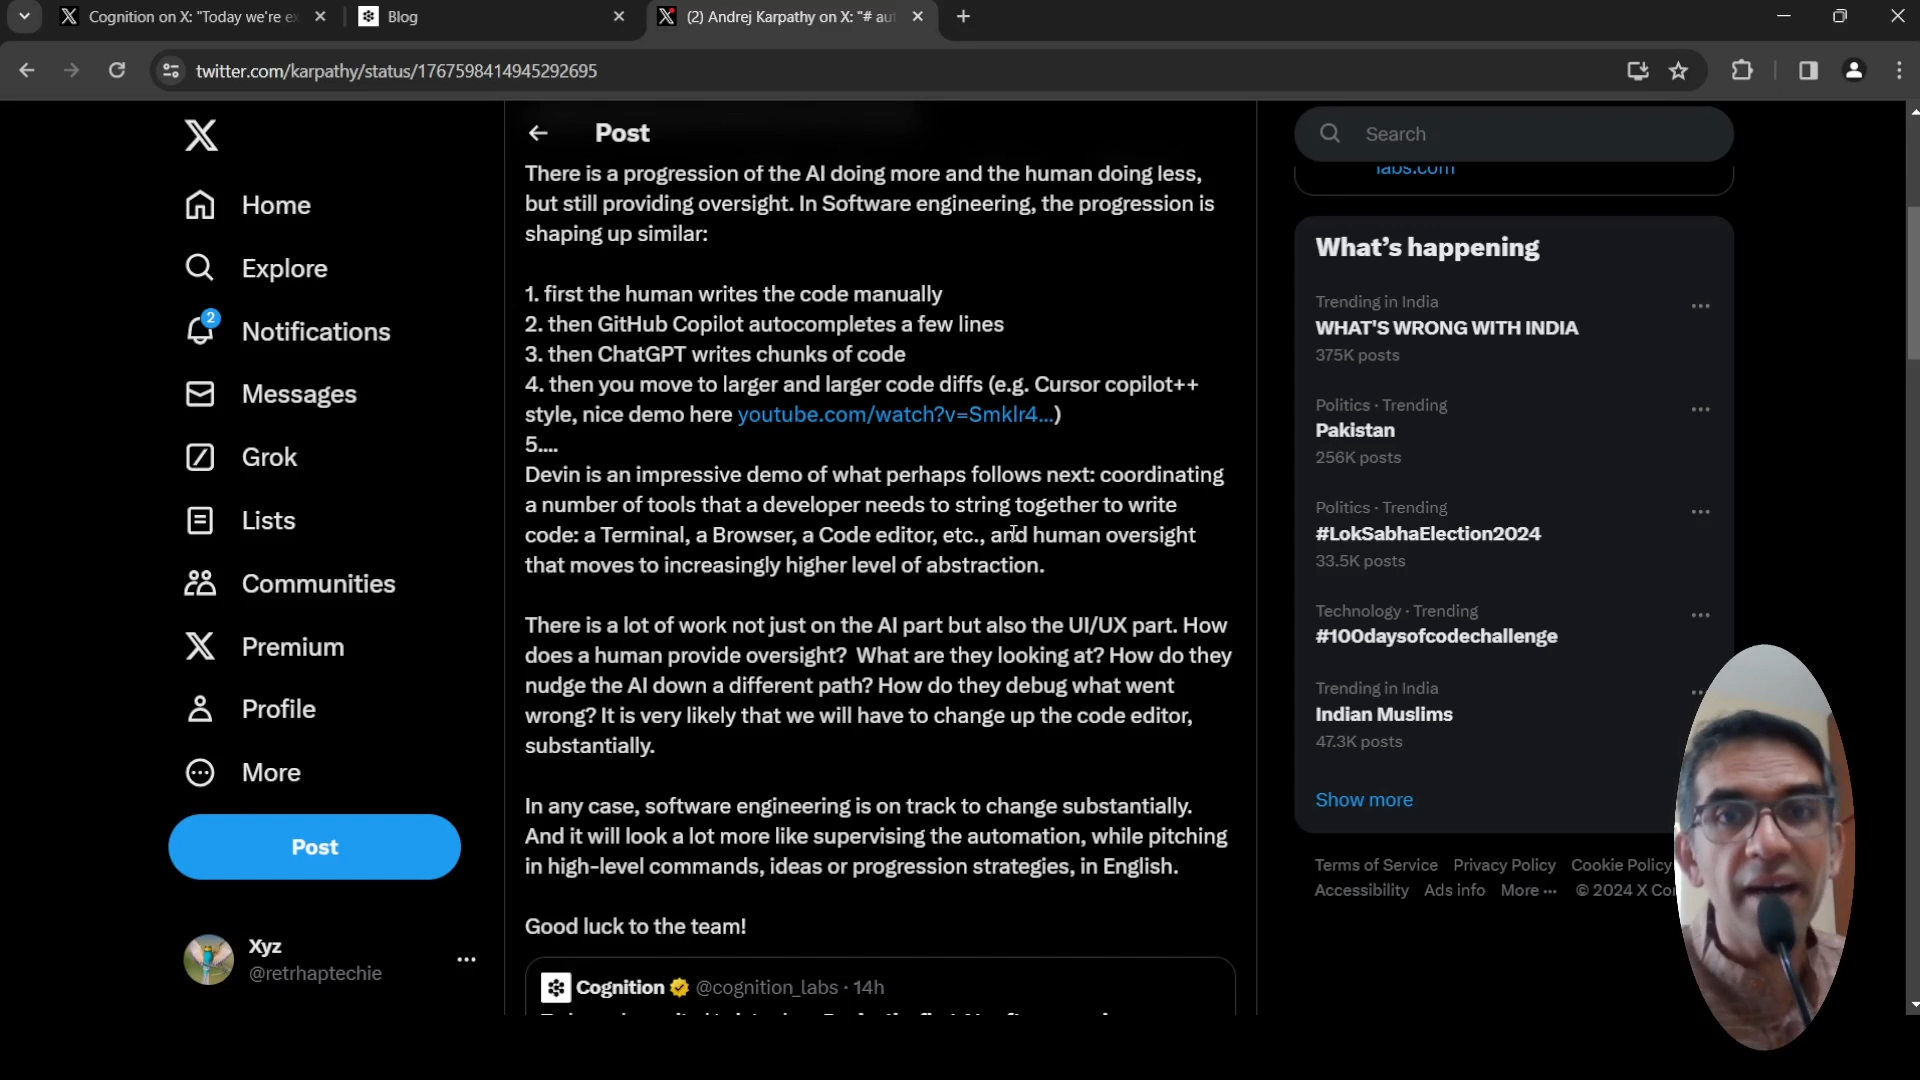 Cognition on X: "Today we're ex
Blog
(2) Andrej Karpathy on X: "# aut
twitter.com/karpathy/status/1767598414945292695
X
Home
Explore
2
Notifications
Messages
Grok
Lists
Communities
Premium
Profile
More
Post
Xyz
@retrhaptechie
Post
There is a progression of the AI doing more and the human doing less,
but still providing oversight. In Software engineering, the progression is
shaping up similar:
1. first the human writes the code manually
2. then GitHub Copilot autocompletes a few lines
3. then ChatGPT writes chunks of code
4. then you move to larger and larger code diffs (e.g. Cursor copilot++
style, nice demo here youtube.com/watch?v=Smklr4...)
5....
Devin is an impressive demo of what perhaps follows next: coordinating
a number of tools that a developer needs to string together to write
code: a Terminal, a Browser, a Code editor, etc., and human oversight
that moves to increasingly higher level of abstraction.
There is a lot of work not just on the AI part but also the UI/UX part. How
does a human provide oversight? What are they looking at? How do they
nudge the AI down a different path? How do they debug what went
wrong? It is very likely that we will have to change up the code editor,
substantially.
In any case, software engineering is on track to change substantially.
And it will look a lot more like supervising the automation, while pitching
in high-level commands, ideas or progression strategies, in English.
Good luck to the team!
Cognition @cognition_labs · 14h
Search
labs.com
What's happening
Trending in India
WHAT'S WRONG WITH INDIA
375K posts
Politics · Trending
Pakistan
256K posts
Politics · Trending
#LokSabhaElection2024
33.5K posts
Technology · Trending
#100daysofcodechallenge
Trending in India
Indian Muslims
47.3K posts
Show more
Terms of Service Privacy Policy Cookie Policy
Accessibility Ads info More ··· © 2024 X Cor